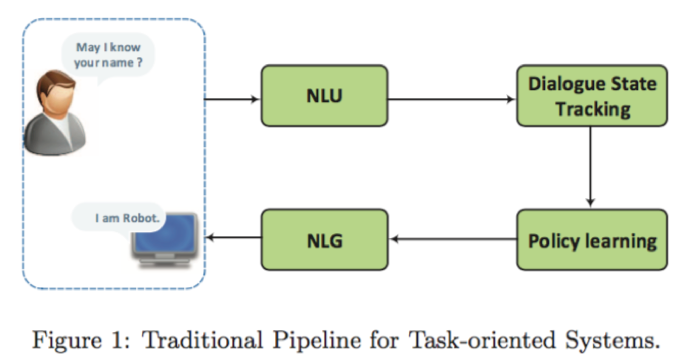 May I know
your name ?
NLU
Dialogue State
Tracking
I am Robot.
NLG
Policy learning
Figure 1: Traditional Pipeline for Task-oriented Systems.